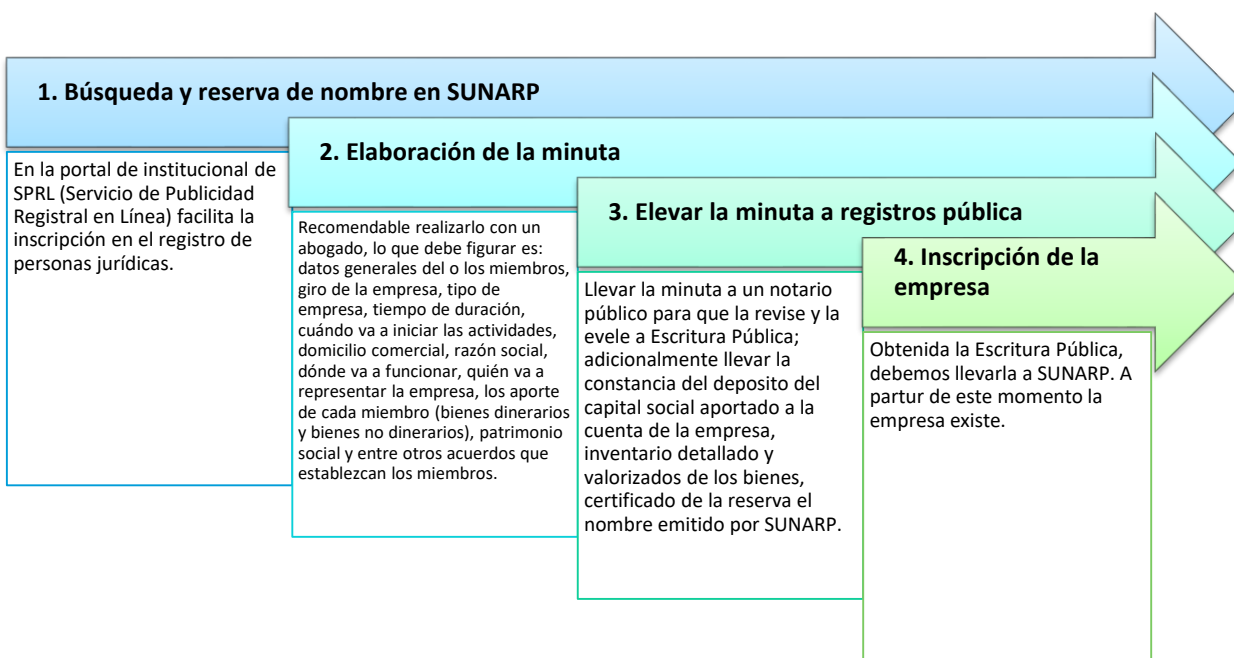 1. Búsqueda y reserva de nombre en SUNARP
En la portal de institucional de
SPRL (Servicio de Publicidad
Registral en Línea) facilita la
inscripción en el registro de
personas jurídicas.
2. Elaboración de la minuta
Recomendable realizarlo con un
abogado, lo que debe figurar es:
datos generales del o los miembros,
giro de la empresa, tipo de
empresa, tiempo de duración,
cuándo va a iniciar las actividades,
domicilio comercial, razón social,
dónde va a funcionar, quién va a
representar la empresa, los aporte
de cada miembro (bienes dinerarios
y bienes no dinerarios), patrimonio
social y entre otros acuerdos que
establezcan los miembros.
3. Elevar la minuta a registros pública
Llevar la minuta a un notario
público para que la revise y la
evele a Escritura Pública;
adicionalmente llevar la
constancia del deposito del
capital social aportado a la
cuenta de la empresa,
inventario detallado y
valorizados de los bienes,
certificado de la reserva el
nombre emitido por SUNARP.
4. Inscripción de la
empresa
Obtenida la Escritura Pública,
debemos llevarla a SUNARP. A
partur de este momento la
empresa existe.